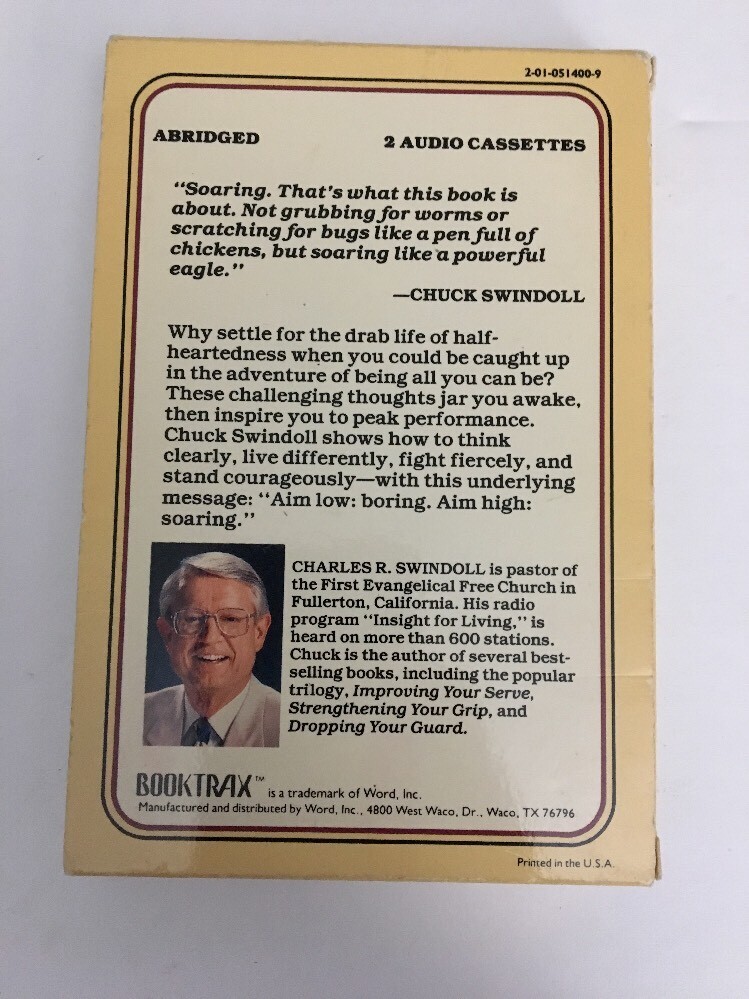 2-01-051400-9
ABRIDGED 2 AUDIO CASSETTES
“Soaring. That’s what this book is
about. Not grubbing for worms or
scratching for bugs like a pen full of
chickens, but soaring like a powerful
eagle.”
—CHUCK SWINDOLL
Why settle for the drab life of half-
heartedness when you could be caught up
in the adventure of being all you can be?
These challenging thoughts jar you awake,
then inspire you to peak performance.
Chuck Swindoll shows how to think
clearly, live differently, fight fiercely, and
stand courageously—with this underlying
message: “Aim low: boring. Aim high:
soaring.”
CHARLES R. SWINDOLL is pastor of
the First Evangelical Free Church in
Fullerton, California. His radio
program “Insight for Living,” is
heard on more than 600 stations.
Chuck is the author of several best-
selling books, including the popular
trilogy, Improving Your Serve,
Strengthening Your Grip, and
Dropping Your Guard.
BOOKTRAX™ is a trademark of Word, Inc.
Manufactured and distributed by Word, Inc., 4800 West Waco, Dr., Waco, TX 76796
Printed in the U.S.A.